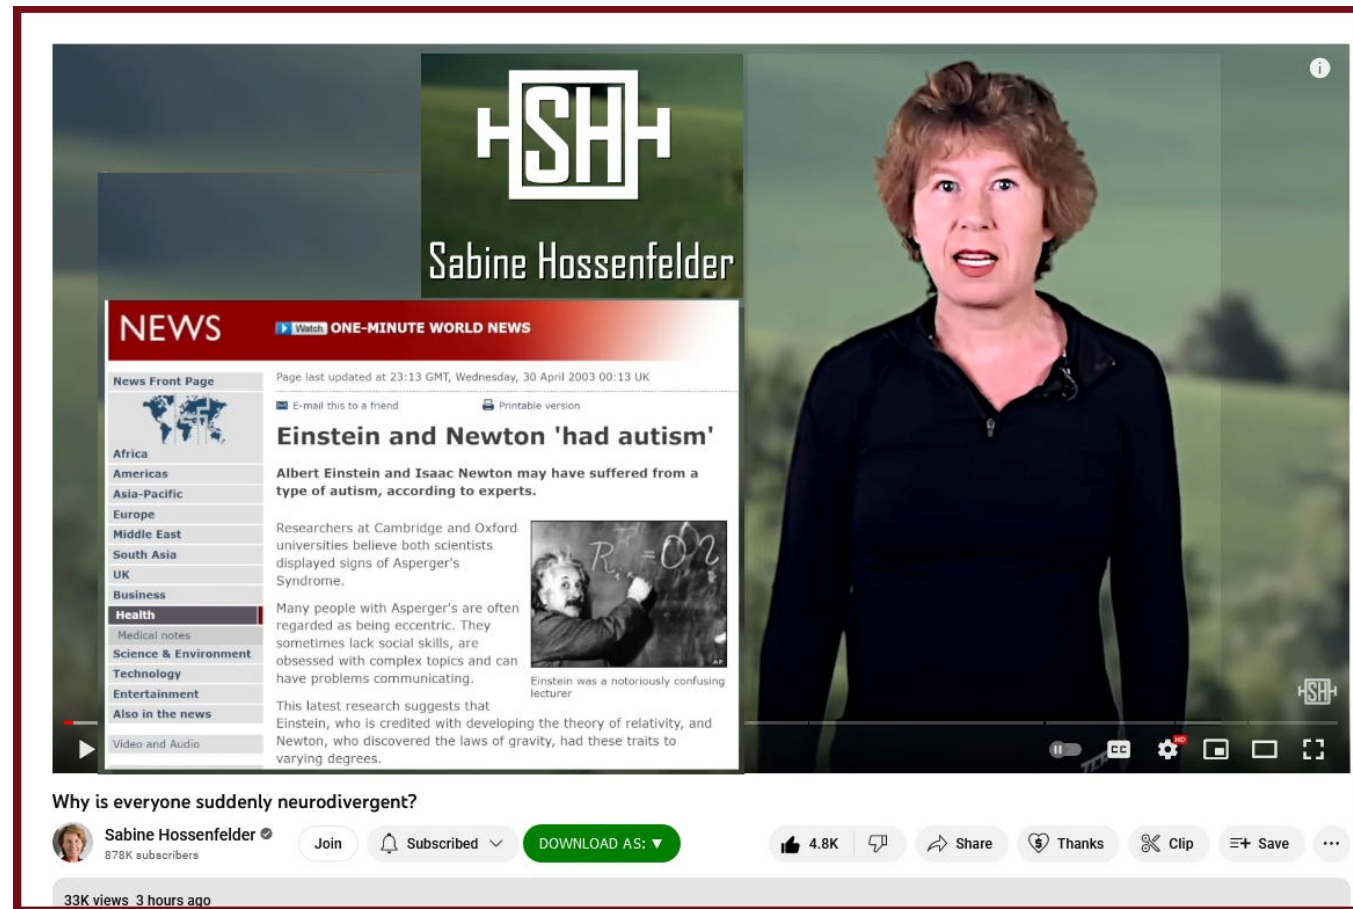 SH
Sabine Hossenfelder
NEWS
Watch ONE-MINUTE WORLD NEWS
News Front Page
Africa
Americas
Asia-Pacific
Europe
Middle East
South Asia
UK
Business
Health
Medical notes
Science & Environment
Technology
Entertainment
Also in the news
Video and Audio
Page last updated at 23:13 GMT, Wednesday, 30 April 2003 00:13 UK
E-mail this to a friend
Printable version
Einstein and Newton 'had autism'
Albert Einstein and Isaac Newton may have suffered from a
type of autism, according to experts.
Researchers at Cambridge and Oxford
universities believe both scientists
displayed signs of Asperger's
Syndrome.
Many people with Asperger's are often
regarded as being eccentric. They
sometimes lack social skills, are
obsessed with complex topics and can
have problems communicating.
Einstein was a notoriously confusing
lecturer
This latest research suggests that
Einstein, who is credited with developing the theory of relativity, and
Newton, who discovered the laws of gravity, had these traits to
varying degrees.
SH
CC
HD
Why is everyone suddenly neurodivergent?
Sabine Hossenfelder
878K subscribers
Join
Subscribed
DOWNLOAD AS: ▼
4.8K
Share
Thanks
Clip
Save
33K views 3 hours ago